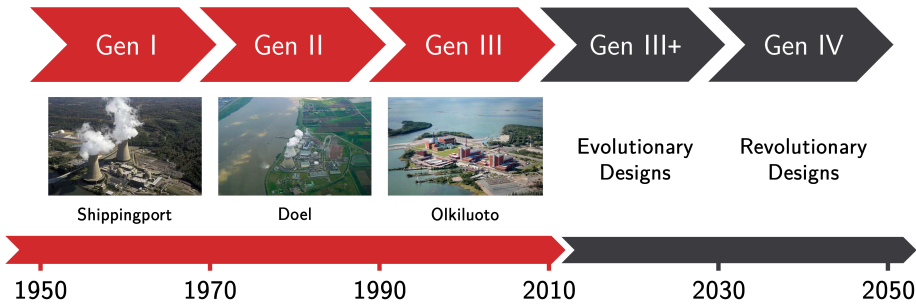 Gen I
Gen II
Gen III
Gen III+
Gen IV
Evolutionary
Designs
Revolutionary
Designs
Shippingport
Doel
Olkiluoto
1950
1970
1990
2010
2030
2050